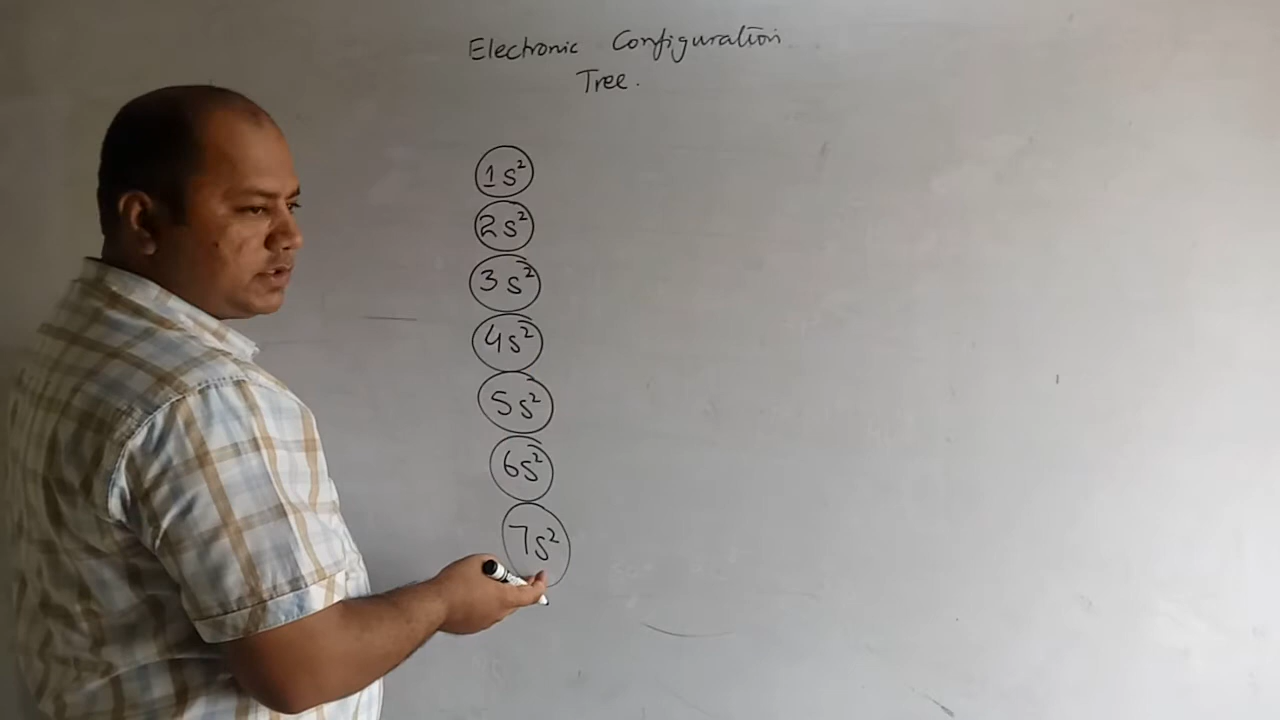 Electronic Configuration
Tree.
1s²
2s²
3s²
4s²
5s²
6s²
7s²